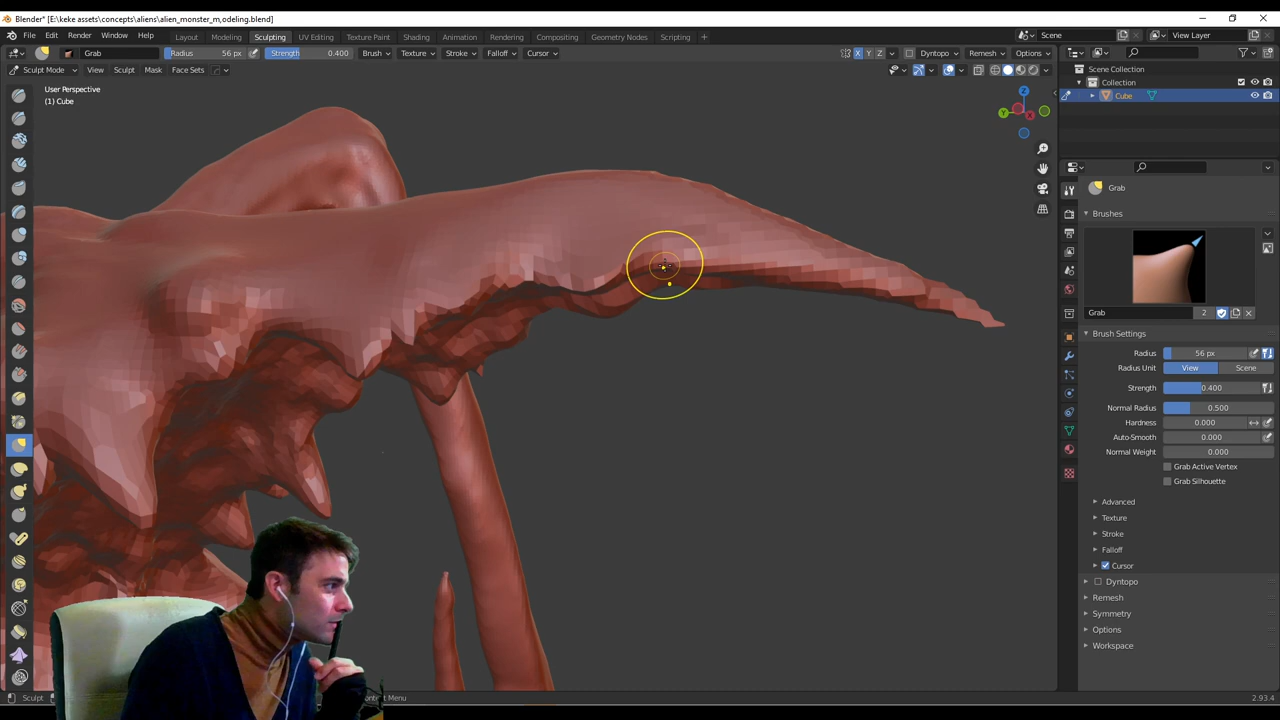 Blender* [E:\keke assets\concepts\aliens\alien_monster_m,odeling.blend]
File Edit Render Window Help Layout Modeling Sculpting UV Editing Texture Paint Shading Animation Rendering Compositing Geometry Nodes Scripting + Scene View Layer
Grab Radius 56 px Strength 0.400 Brush Texture Stroke Falloff Cursor X Y Z Dyntopo Remesh Options
Sculpt Mode View Sculpt Mask Face Sets
Scene Collection
Collection
Cube
User Perspective
(1) Cube
Z
Y
X
Grab
Brushes
Grab 2
Brush Settings
Radius 56 px
Radius Unit View Scene
Strength 0.400
Normal Radius 0.500
Hardness 0.000
Auto-Smooth 0.000
Normal Weight 0.000
Grab Active Vertex
Grab Silhouette
Advanced
Texture
Stroke
Falloff
Cursor
Dyntopo
Remesh
Symmetry
Options
Workspace
Sculpt Menu 2.93.4